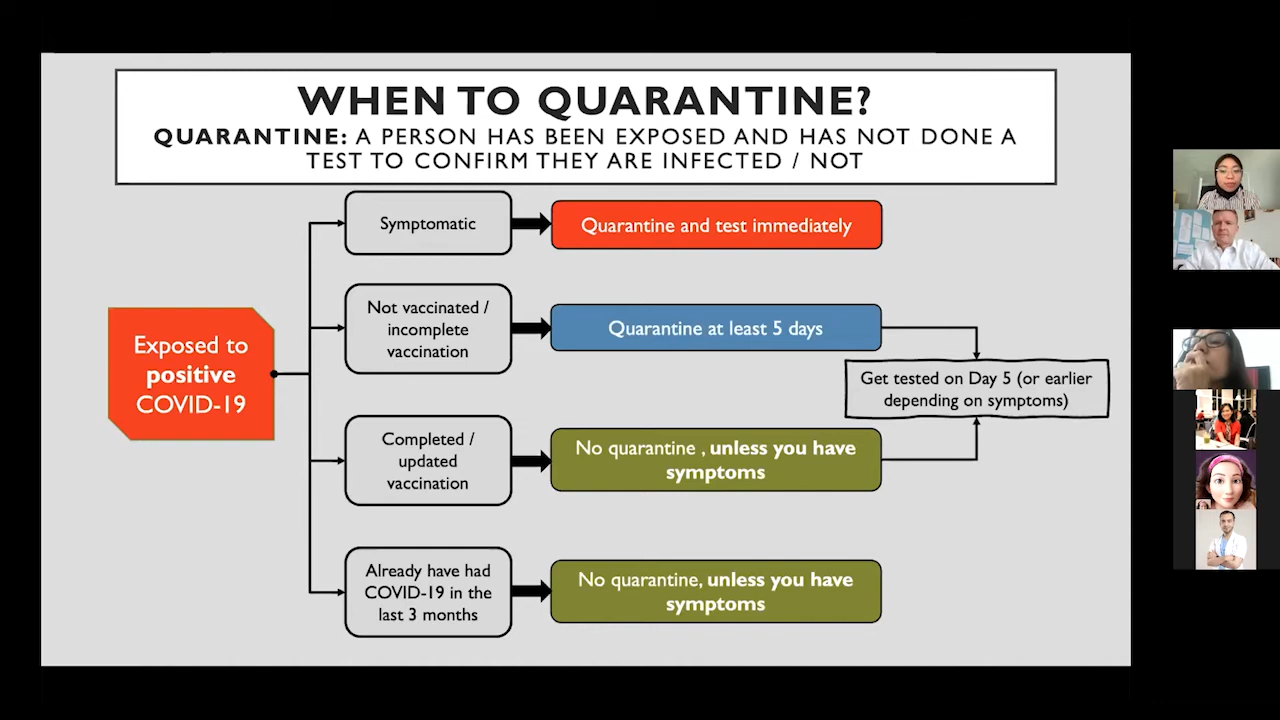 WHEN TO QUARANTINE?
QUARANTINE: A PERSON HAS BEEN EXPOSED AND HAS NOT DONE A
TEST TO CONFIRM THEY ARE INFECTED / NOT
Exposed to
positive
COVID-19
Symptomatic
Quarantine and test immediately
Not vaccinated /
incomplete
vaccination
Quarantine at least 5 days
Get tested on Day 5 (or earlier
depending on symptoms)
Completed /
updated
vaccination
No quarantine , unless you have
symptoms
Already have had
COVID-19 in the
last 3 months
No quarantine, unless you have
symptoms